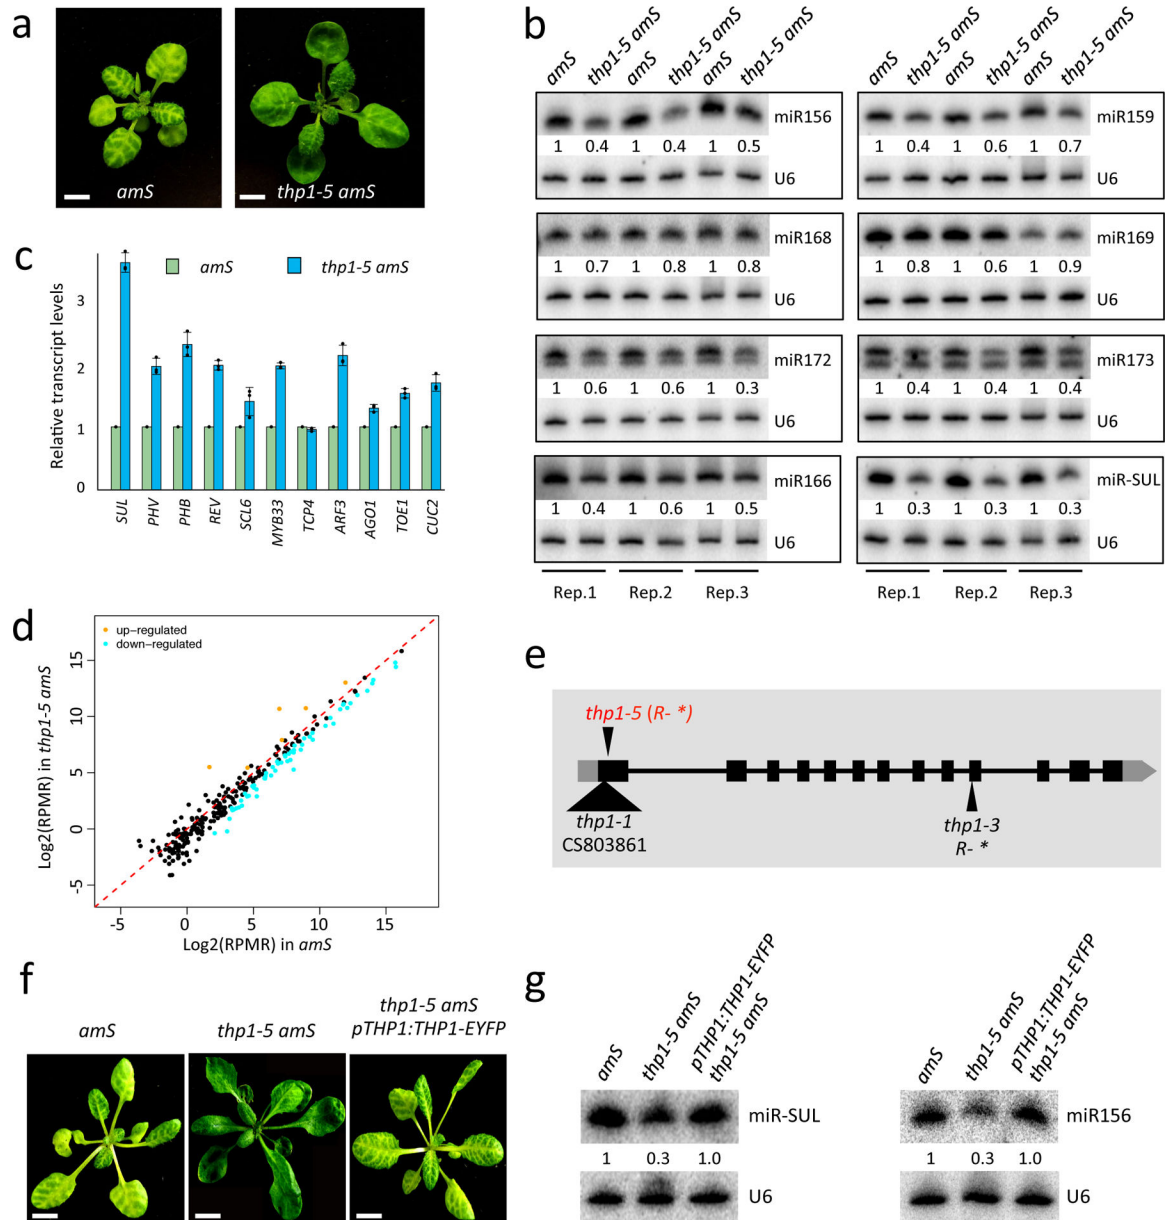 a
amS
thp1-5 amS
b
amS
thp1-5 amS
amS
thp1-5 amS
amS
thp1-5 amS
miR156
1 0.4 1 0.4 1 0.5
U6
miR168
1 0.7 1 0.8 1 0.8
U6
miR172
1 0.6 1 0.6 1 0.3
U6
miR166
1 0.4 1 0.6 1 0.5
U6
Rep.1 Rep.2 Rep.3
amS
thp1-5 amS
amS
thp1-5 amS
amS
thp1-5 amS
miR159
1 0.4 1 0.6 1 0.7
U6
miR169
1 0.8 1 0.6 1 0.9
U6
miR173
1 0.4 1 0.4 1 0.4
U6
miR-SUL
1 0.3 1 0.3 1 0.3
U6
Rep.1 Rep.2 Rep.3
c
amS
thp1-5 amS
Relative transcript levels
3
2
1
0
SUL
PHV
PHB
REV
SCL6
MYB33
TCP4
ARF3
AGO1
TOE1
CUC2
d
up-regulated
down-regulated
Log2(RPMR) in thp1-5 amS
15
10
5
0
-5
-5 0 5 10 15
Log2(RPMR) in amS
e
thp1-5 (R- *)
thp1-1
CS803861
thp1-3
R- *
f
amS
thp1-5 amS
thp1-5 amS
pTHP1:THP1-EYFP
g
amS
thp1-5 amS
pTHP1:THP1-EYFP
thp1-5 amS
miR-SUL
1 0.3 1.0
U6
amS
thp1-5 amS
pTHP1:THP1-EYFP
thp1-5 amS
miR156
1 0.3 1.0
U6